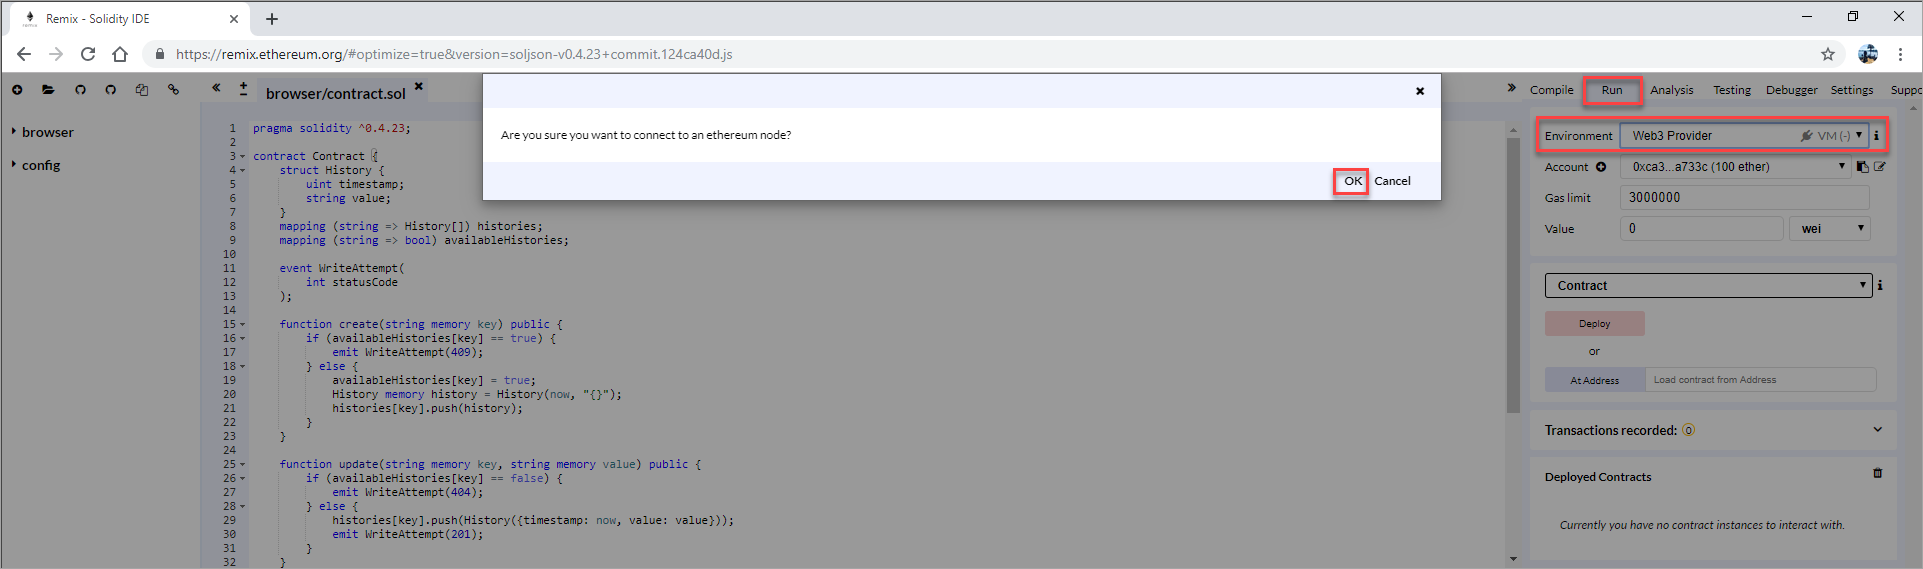 Remix - Solidity IDE
https://remix.ethereum.org/#optimize=true&version=soljson-v0.4.23+commit.124ca40d.js
browser/contract.sol
Compile Run Analysis Testing Debugger Settings Suppo
browser
config
Are you sure you want to connect to an ethereum node?
OK Cancel
1 pragma solidity ^0.4.23;
2
3 contract Contract {
4 struct History {
5 uint timestamp;
6 string value;
7 }
8 mapping (string => History[]) histories;
9 mapping (string => bool) availableHistories;
10
11 event WriteAttempt(
12 int statusCode
13 );
14
15 function create(string memory key) public {
16 if (availableHistories[key] == true) {
17 emit WriteAttempt(409);
18 } else {
19 availableHistories[key] = true;
20 History memory history = History(now, "{}");
21 histories[key].push(history);
22 }
23 }
24
25 function update(string memory key, string memory value) public {
26 if (availableHistories[key] == false) {
27 emit WriteAttempt(404);
28 } else {
29 histories[key].push(History({timestamp: now, value: value}));
30 emit WriteAttempt(201);
31 }
32 }
Environment Web3 Provider VM (-) i
Account 0xca3...a733c (100 ether)
Gas limit 3000000
Value 0 wei
Contract i
Deploy
or
At Address Load contract from Address
Transactions recorded: 0
Deployed Contracts
Currently you have no contract instances to interact with.